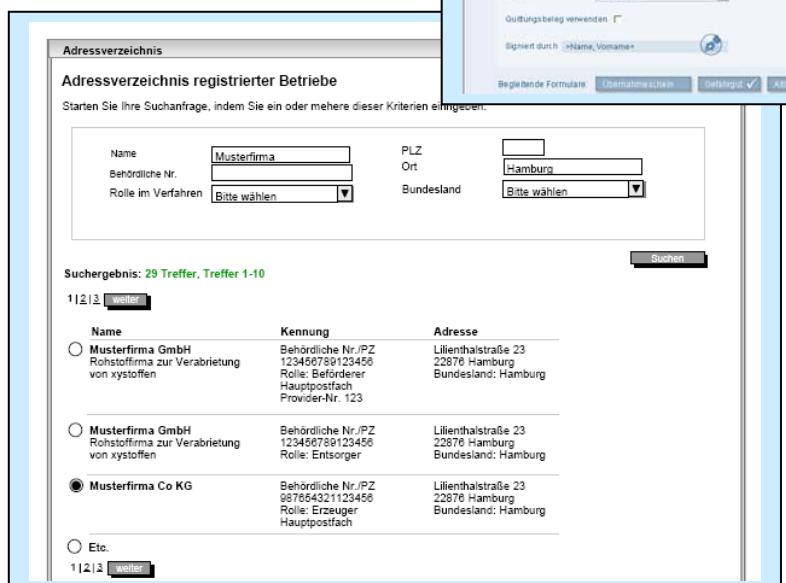 Quittungsbeleg verwenden
Signiert durch »Name, Vorname«
Begleitende Formulare: Übernahmeschein Gefahrgut
Adressverzeichnis
Adressverzeichnis registrierter Betriebe
Starten Sie Ihre Suchanfrage, indem Sie ein oder mehere dieser Kriterien einngeben.
Name Musterfirma PLZ
Behördliche Nr. Ort Hamburg
Rolle im Verfahren Bitte wählen Bundesland Bitte wählen
Suchen
Suchergebnis: 29 Treffer, Treffer 1-10
1|2|3 weiter
Name Kennung Adresse
Musterfirma GmbH Behördliche Nr./PZ Lilienthalstraße 23
Rohstoffirma zur Verabrietung 123456789123456 22876 Hamburg
von xystoffen Rolle: Beförderer Bundesland: Hamburg
Hauptpostfach
Provider-Nr. 123
Musterfirma GmbH Behördliche Nr./PZ Lilienthalstraße 23
Rohstoffirma zur Verabrietung 123456789123456 22876 Hamburg
von xystoffen Rolle: Entsorger Bundesland: Hamburg
Musterfirma Co KG Behördliche Nr./PZ Lilienthalstraße 23
987654321123456 22876 Hamburg
Rolle: Erzeuger Bundesland: Hamburg
Hauptpostfach
Etc.
1|2|3 weiter